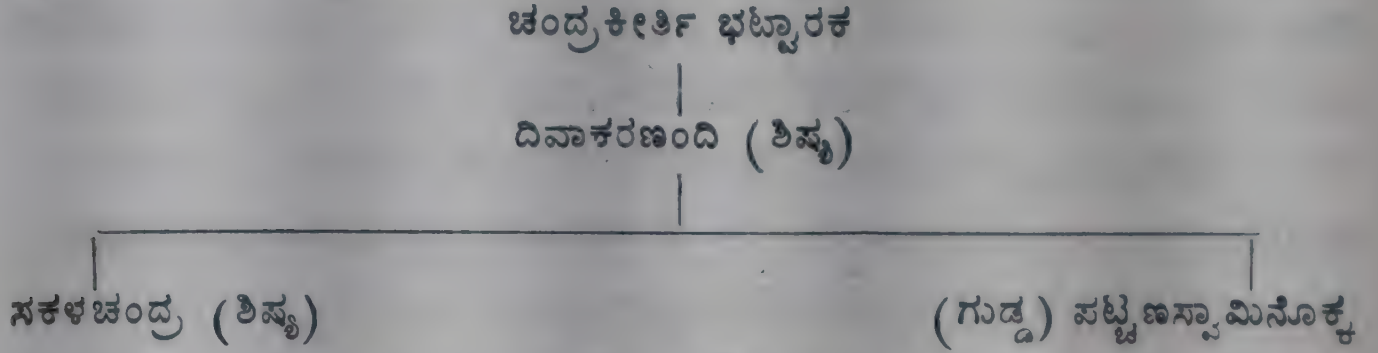 ಚಂದ್ರಕೀರ್ತಿ ಭಟ್ಟಾರಕ
ದಿವಾಕರಣಂದಿ (ಶಿಷ್ಯ)
ಸಕಳಚಂದ್ರ (ಶಿಷ್ಯ) (ಗುಡ್ಡ) ಪಟ್ಟಣಸ್ವಾಮಿನೊಕ್ಕ